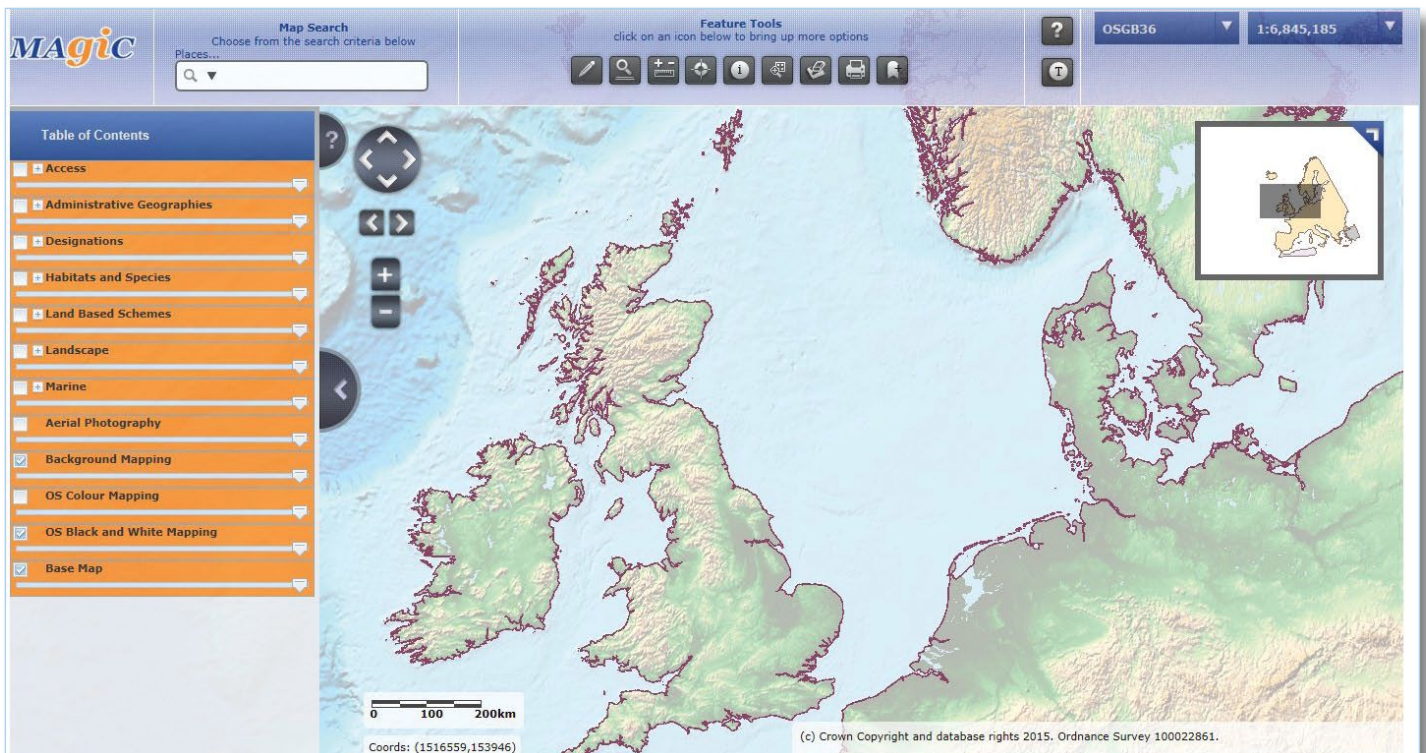 MAgiC
Map Search
Choose from the search criteria below
Places...
Feature Tools
click on an icon below to bring up more options
?
i
T
OSGB36
1:6,845,185
Table of Contents
Access
Administrative Geographies
Designations
Habitats and Species
Land Based Schemes
Landscape
Marine
Aerial Photography
Background Mapping
OS Colour Mapping
OS Black and White Mapping
Base Map
?
0 100 200km
Coords: (1516559,153946)
(c) Crown Copyright and database rights 2015. Ordnance Survey 100022861.